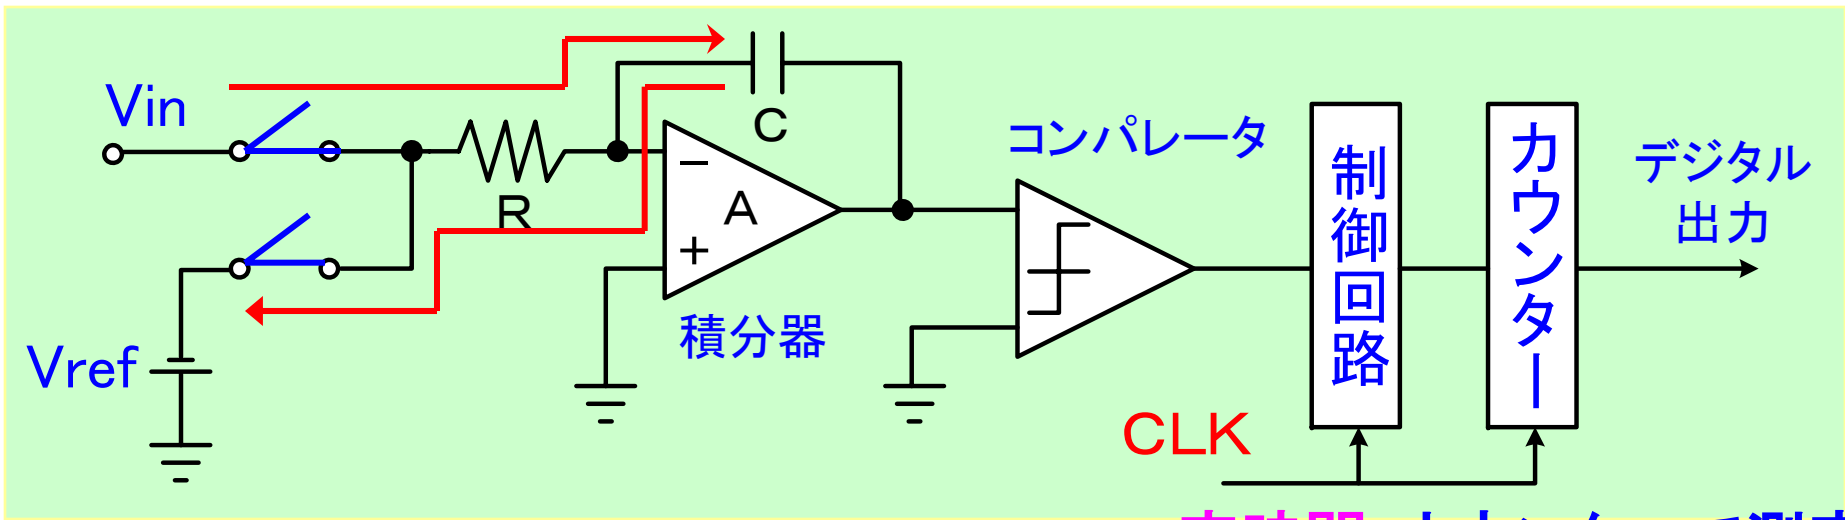 Vin
C
コンパレータ
R
A
デジタル
出力
制御回路
カウンター
積分器
Vref
CLK